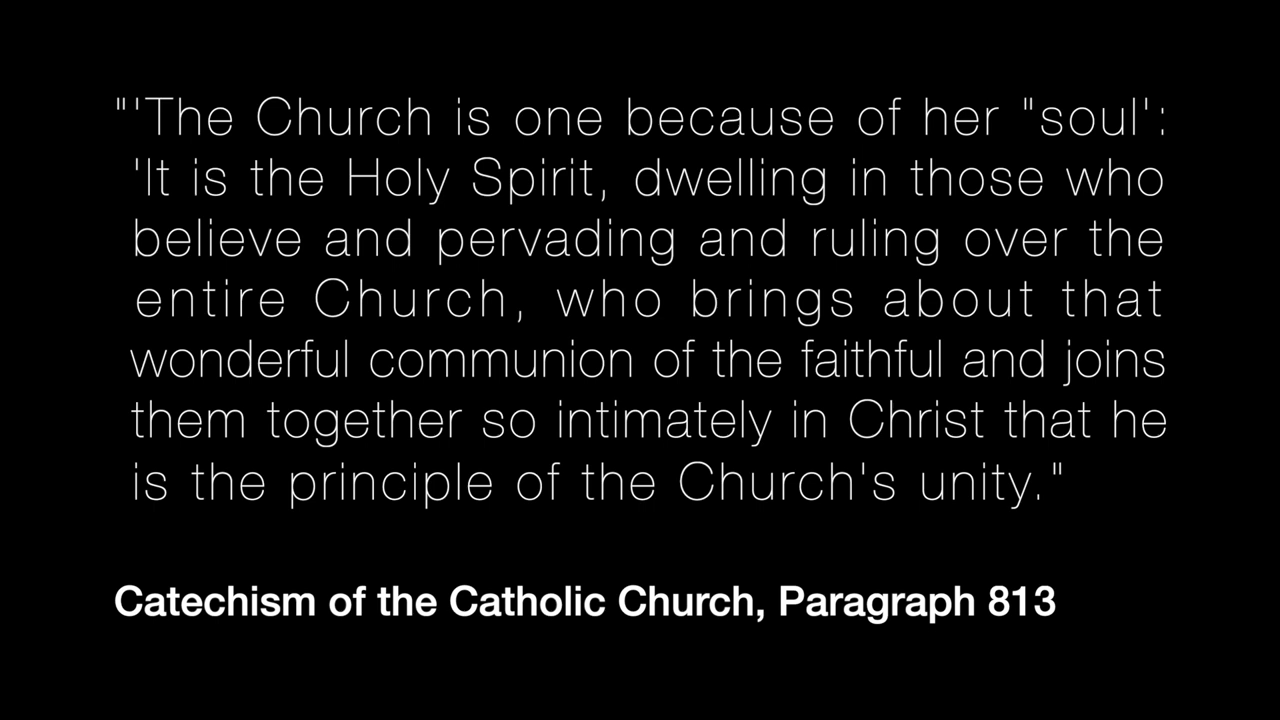 "'The Church is one because of her "soul':
'It is the Holy Spirit, dwelling in those who
believe and pervading and ruling over the
entire Church, who brings about that
wonderful communion of the faithful and joins
them together so intimately in Christ that he
is the principle of the Church's unity."
Catechism of the Catholic Church, Paragraph 813